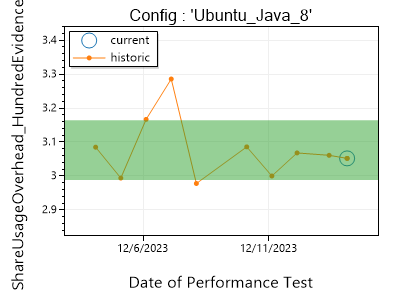 Config : 'Ubuntu_Java_8'
current
historic
ShareUsageOverhead_HundredEvidence
3.4
3.3
3.2
3.1
3
2.9
12/6/2023
12/11/2023
Date of Performance Test